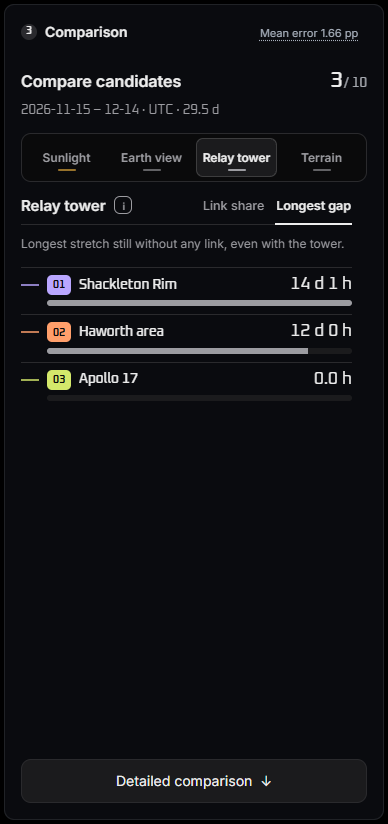 3 Comparison Mean error 1.66 pp
Compare candidates 3 / 10
2026-11-15 – 12-14 · UTC · 29.5 d
Sunlight Earth view Relay tower Terrain
Relay tower i Link share Longest gap
Longest stretch still without any link, even with the tower.
01 Shackleton Rim 14 d 1 h
02 Haworth area 12 d 0 h
03 Apollo 17 0.0 h
Detailed comparison ↓